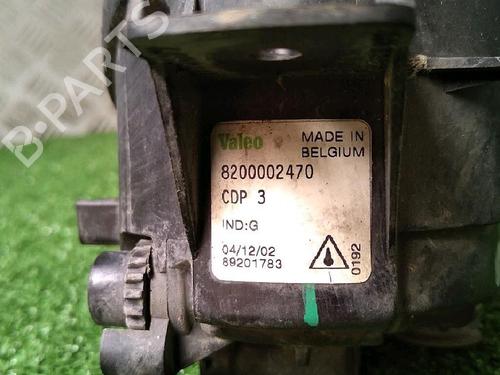 B-PARTS
Valeo
MADE IN
BELGIUM
8200002470
CDP 3
IND:G
04/12/02
89201783
0192